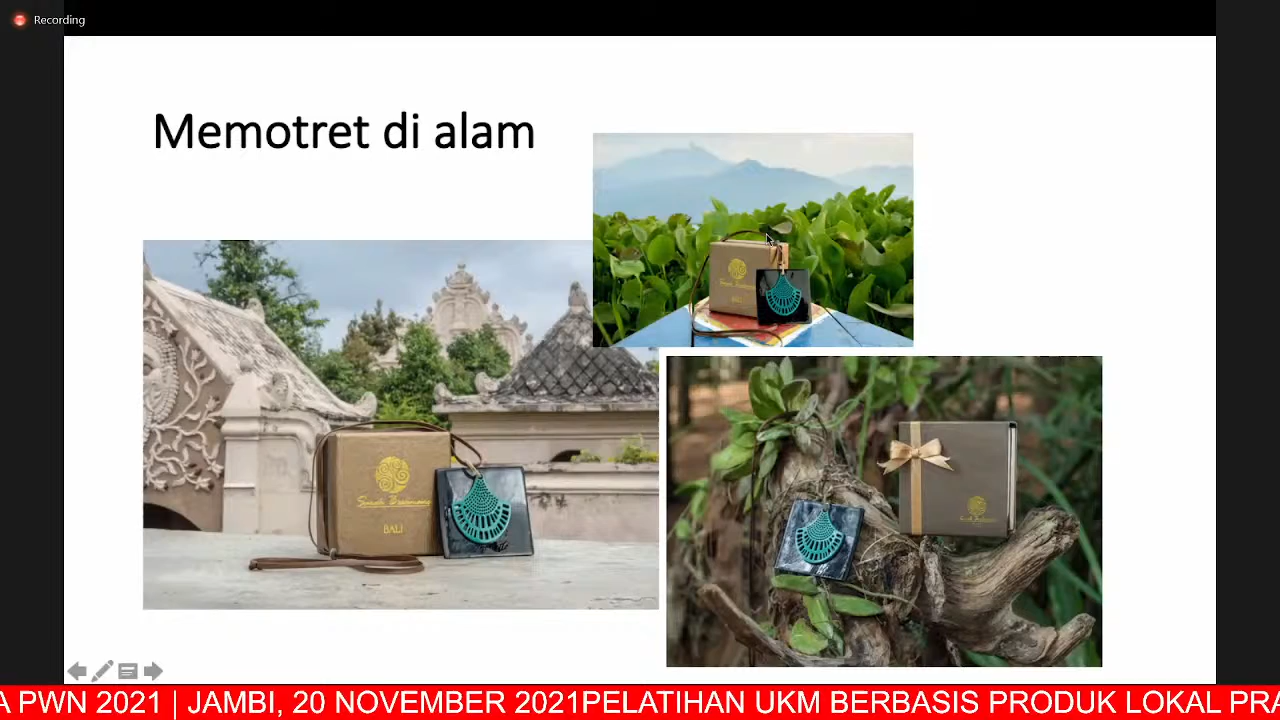 Recording
Memotret di alam
BALI
BALI
A PWN 2021 | JAMBI, 20 NOVEMBER 2021PELATIHAN UKM BERBASIS PRODUK LOKAL PRA